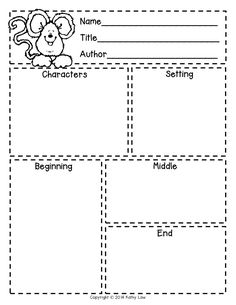 Name
Title
Author
Characters
Setting
Beginning
Middle
End
Copyright © 2014 Kathy Law